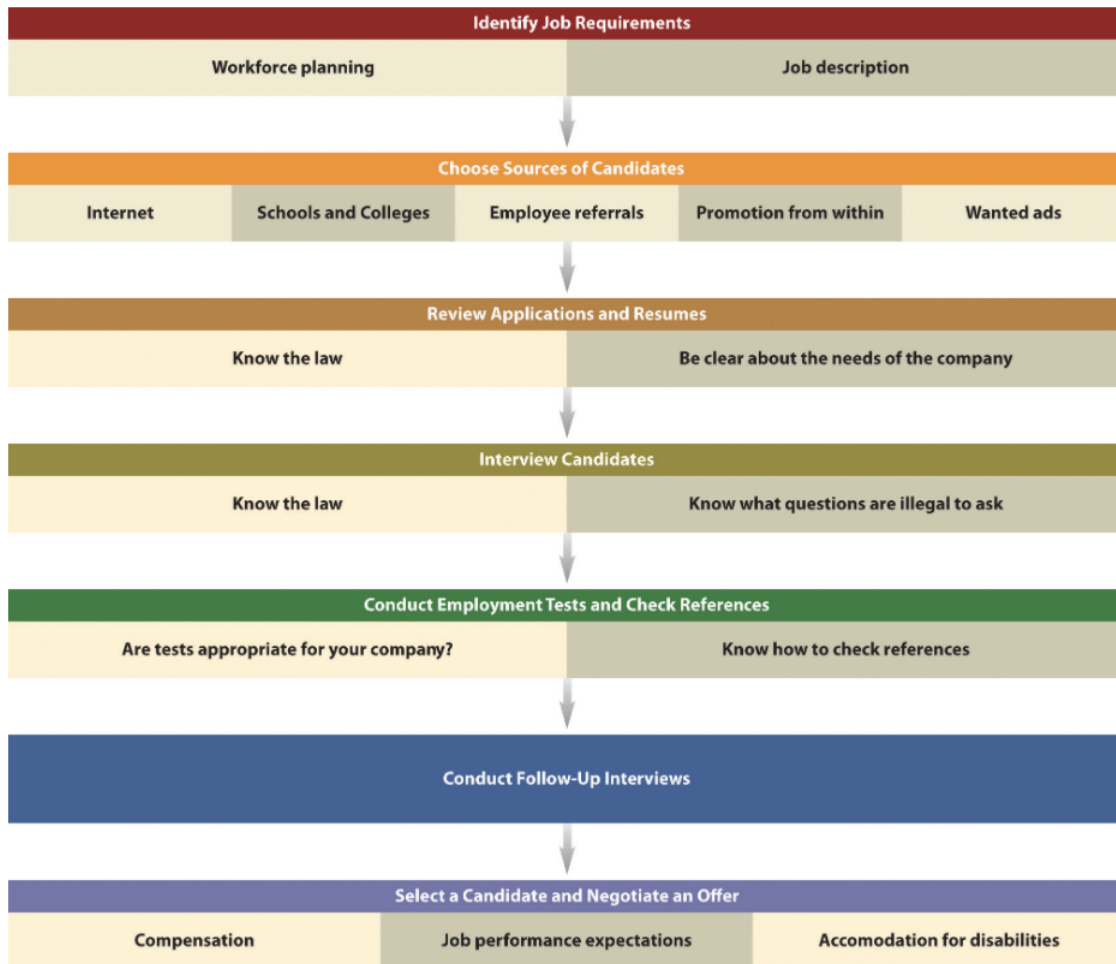 Identify Job Requirements
Workforce planning
Job description
Choose Sources of Candidates
Internet
Schools and Colleges
Employee referrals
Promotion from within
Wanted ads
Review Applications and Resumes
Know the law
Be clear about the needs of the company
Interview Candidates
Know the law
Know what questions are illegal to ask
Conduct Employment Tests and Check References
Are tests appropriate for your company?
Know how to check references
Conduct Follow-Up Interviews
Select a Candidate and Negotiate an Offer
Compensation
Job performance expectations
Accomodation for disabilities